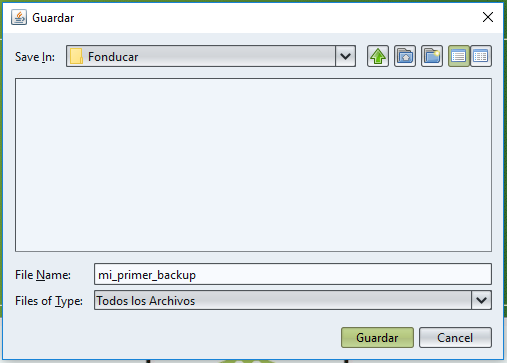 Guardar
Save In: Fonducar
File Name: mi_primer_backup
Files of Type: Todos los Archivos
Guardar Cancel